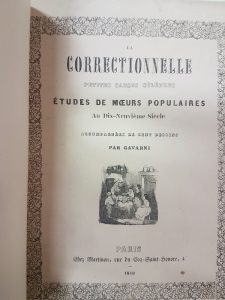 LA
CORRECTIONNELLE
PETITES CAUSES CÉLÈBRES
ÉTUDES DE MŒURS POPULAIRES
Au Dix-Neuvième Siècle
ACCOMPAGNÉES DE CENT DESSINS
PAR GAVARNI
PARIS
Chez Martinon, rue du Coq-Saint-Honoré, 4